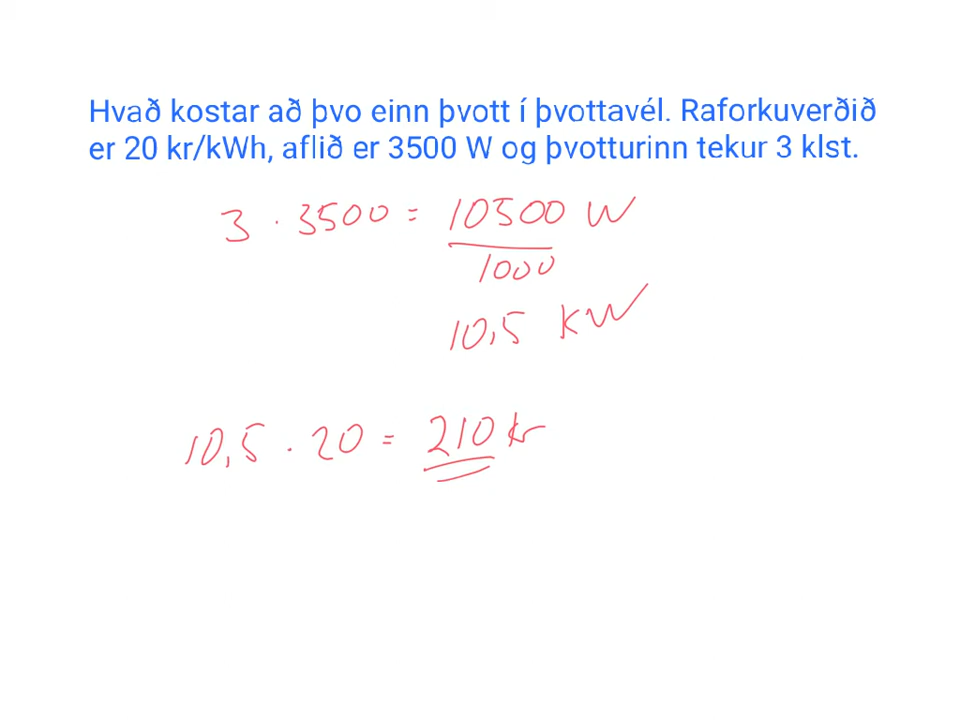 Hvað kostar að þvo einn þvott í þvottavél. Raforkuverðið
er 20 kr/kWh, aflið er 3500 W og þvotturinn tekur 3 klst.
3 · 3500 = 10500 W
1000
10,5 kW
10,5 · 20 = 210 kr